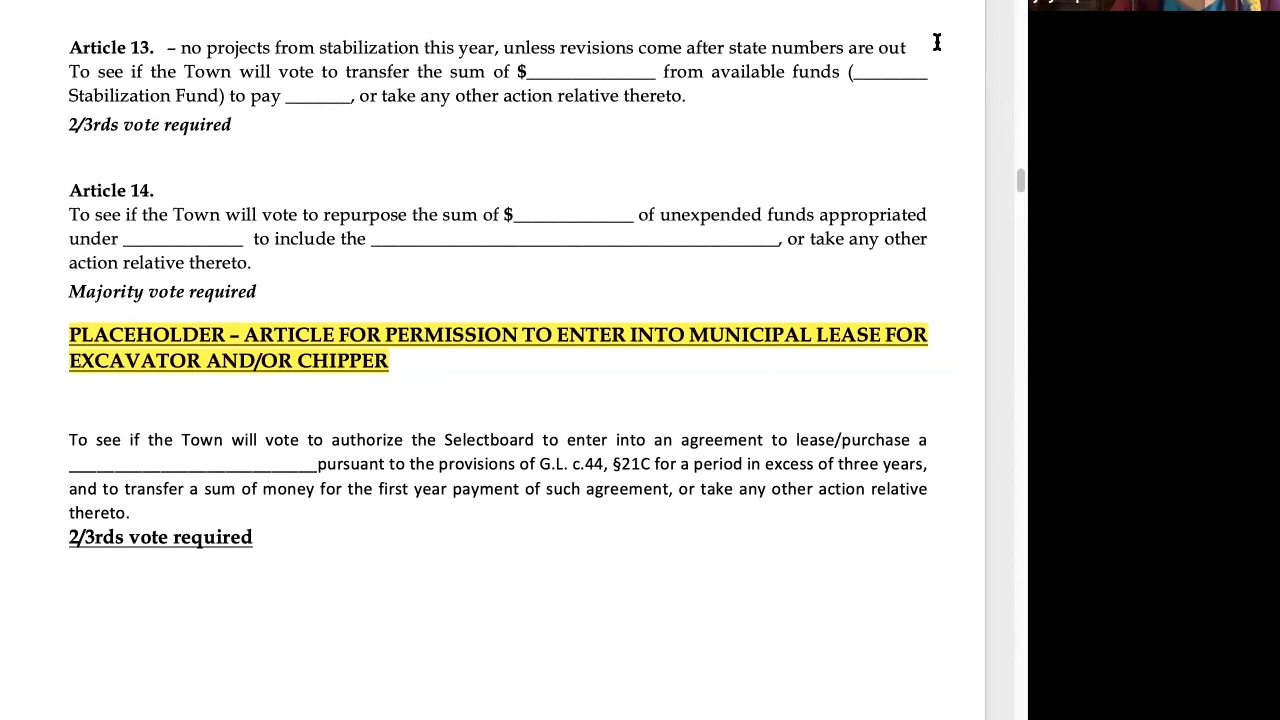 Article 13. – no projects from stabilization this year, unless revisions come after state numbers are out
To see if the Town will vote to transfer the sum of $______________ from available funds (________
Stabilization Fund) to pay _______, or take any other action relative thereto.
2/3rds vote required
Article 14.
To see if the Town will vote to repurpose the sum of $_____________ of unexpended funds appropriated
under _____________ to include the ____________________________________________, or take any other
action relative thereto.
Majority vote required
PLACEHOLDER – ARTICLE FOR PERMISSION TO ENTER INTO MUNICIPAL LEASE FOR
EXCAVATOR AND/OR CHIPPER
To see if the Town will vote to authorize the Selectboard to enter into an agreement to lease/purchase a
____________________________pursuant to the provisions of G.L. c.44, §21C for a period in excess of three years,
and to transfer a sum of money for the first year payment of such agreement, or take any other action relative
thereto.
2/3rds vote required